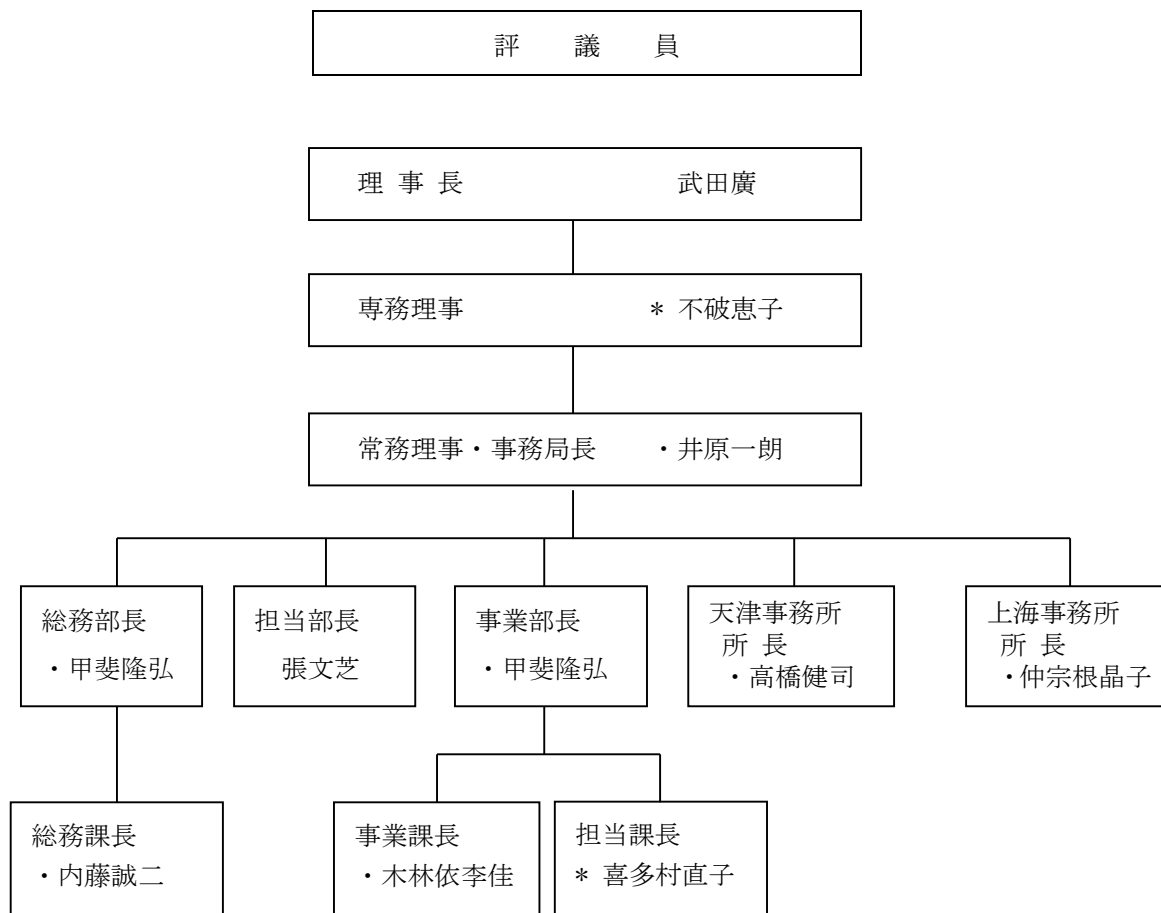 評 議 員
理 事 長 武田廣
専務理事 * 不破恵子
常務理事・事務局長 ・井原一朗
総務部長
・甲斐隆弘
担当部長
張文芝
事業部長
・甲斐隆弘
天津事務所
所 長
・高橋健司
上海事務所
所 長
・仲宗根晶子
総務課長
・内藤誠二
事業課長
・木林依李佳
担当課長
* 喜多村直子